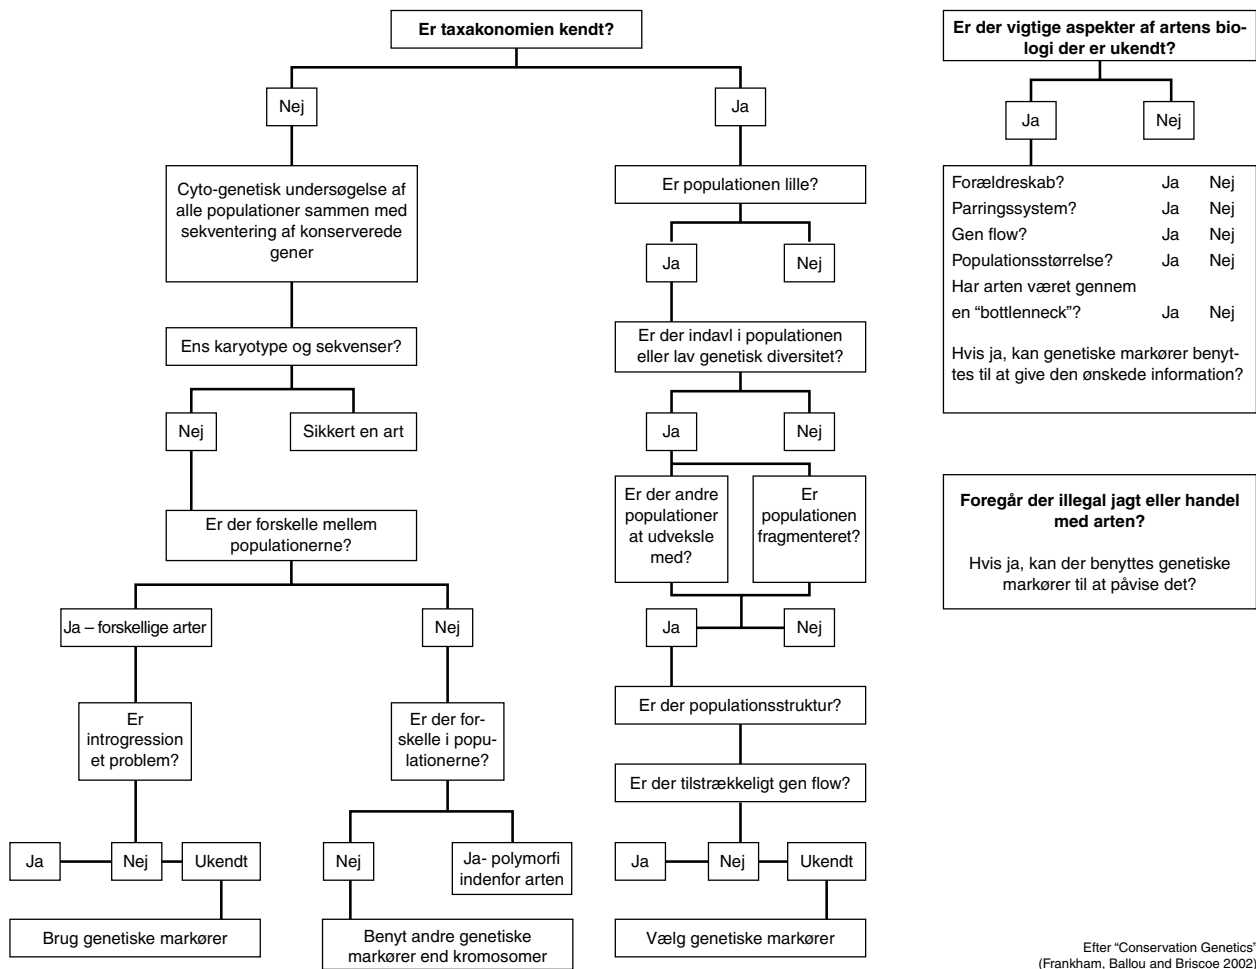 Er taxakonomien kendt?
Nej
Ja
Cyto-genetisk undersøgelse af
alle populationer sammen med
sekventering af konserverede
gener
Ens karyotype og sekvenser?
Nej
Sikkert en art
Er der forskelle mellem
populationerne?
Ja – forskellige arter
Nej
Er
introgression
et problem?
Er der for-
skelle i popu-
lationerne?
Ja
Nej
Ukendt
Nej
Ja- polymorfi
indenfor arten
Brug genetiske markører
Benyt andre genetiske
markører end kromosomer
Er populationen lille?
Ja
Nej
Er der indavl i populationen
eller lav genetisk diversitet?
Ja
Nej
Er der andre
populationer
at udveksle
med?
Er
populationen
fragmenteret?
Ja
Nej
Er der populationsstruktur?
Er der tilstrækkeligt gen flow?
Ja
Nej
Ukendt
Vælg genetiske markører
Er der vigtige aspekter af artens bio-
logi der er ukendt?
Ja
Nej
Forældreskab? Ja Nej
Parringssystem? Ja Nej
Gen flow? Ja Nej
Populationsstørrelse? Ja Nej
Har arten været gennem
en “bottlenneck”? Ja Nej
Hvis ja, kan genetiske markører benyt-
tes til at give den ønskede information?
Foregår der illegal jagt eller handel
med arten?
Hvis ja, kan der benyttes genetiske
markører til at påvise det?
Efter “Conservation Genetics”
(Frankham, Ballou and Briscoe 2002)